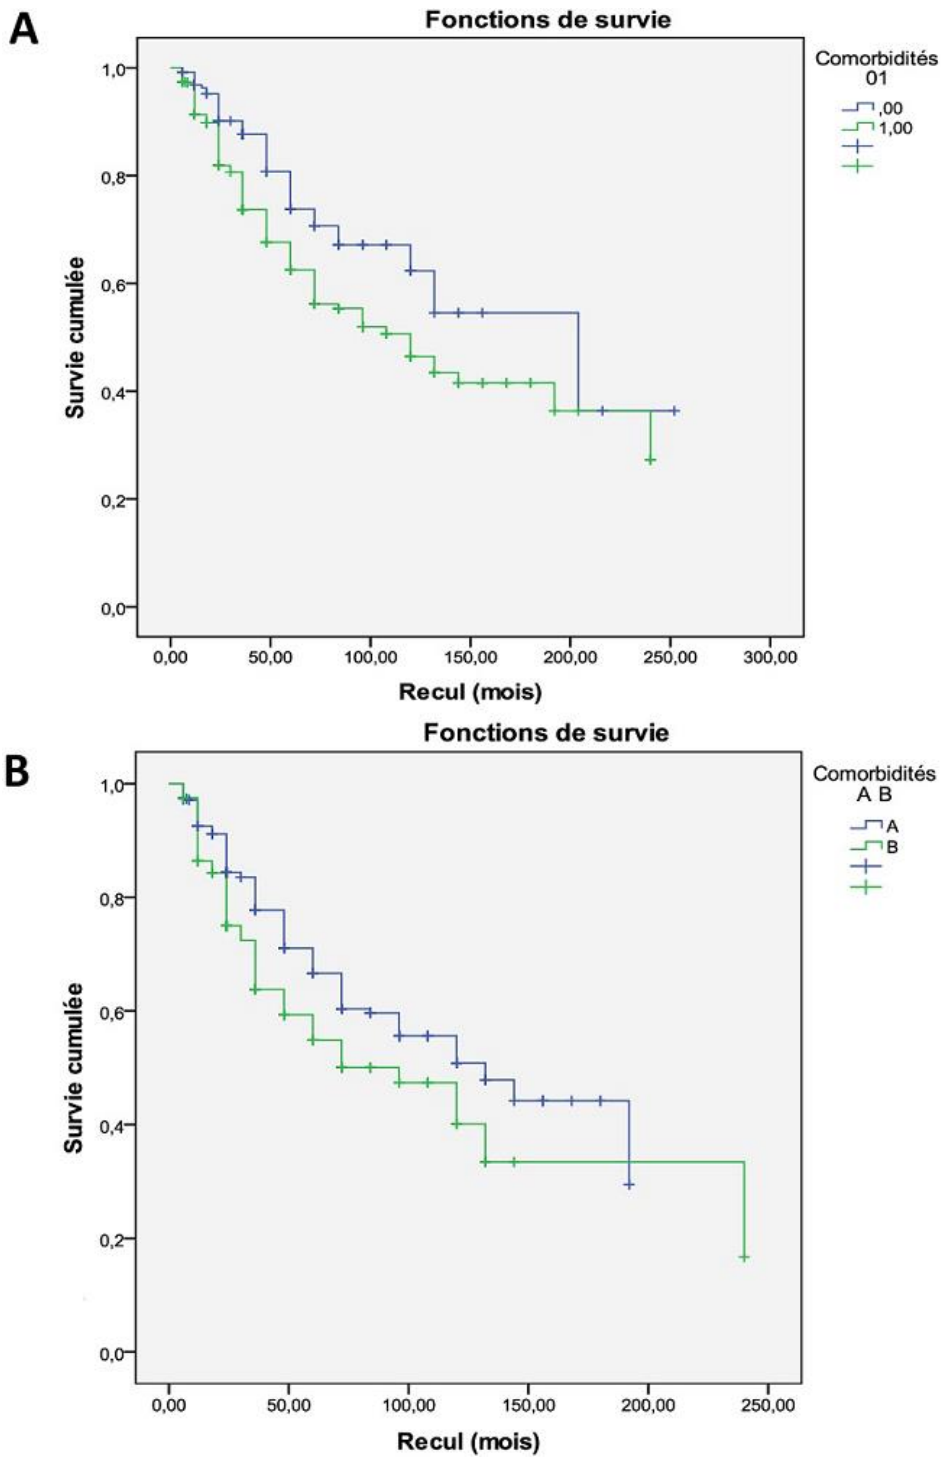 A
Fonctions de survie
Comorbidités
01
,00
1,00
Survie cumulée
1,0
0,8
0,6
0,4
0,2
0,0
0,00 50,00 100,00 150,00 200,00 250,00 300,00
Recul (mois)
B
Fonctions de survie
Comorbidités
A B
A
B
Survie cumulée
1,0
0,8
0,6
0,4
0,2
0,0
0,00 50,00 100,00 150,00 200,00 250,00
Recul (mois)